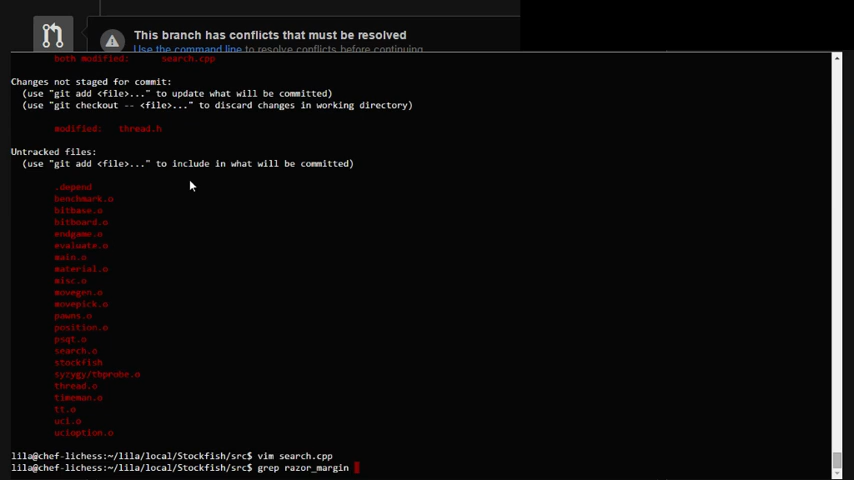 This branch has conflicts that must be resolved
Use the command line to resolve conflicts before continuing.
both modified: search.cpp
Changes not staged for commit:
(use "git add <file>..." to update what will be committed)
(use "git checkout -- <file>..." to discard changes in working directory)
modified: thread.h
Untracked files:
(use "git add <file>..." to include in what will be committed)
.depend
benchmark.o
bitbase.o
bitboard.o
endgame.o
evaluate.o
main.o
material.o
misc.o
movegen.o
movepick.o
pawns.o
position.o
psqt.o
search.o
stockfish
syzygy/tbprobe.o
thread.o
timeman.o
tt.o
uci.o
ucioption.o
lila@chef-lichess:~/lila/local/Stockfish/src$ vim search.cpp
lila@chef-lichess:~/lila/local/Stockfish/src$ grep razor_margin